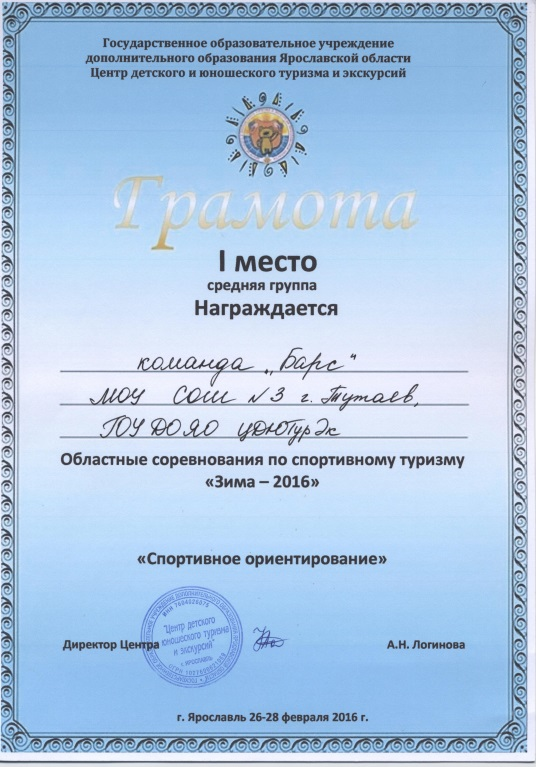 Государственное образовательное учреждение
дополнительного образования Ярославской области
Центр детского и юношеского туризма и экскурсий
Грамота
I место
средняя группа
Награждается
команда „Барс“
МОУ СОШ №3 г. Тутаев,
ГОУ ДО ЯО ЦДЮТурЭк
Областные соревнования по спортивному туризму
«Зима – 2016»
«Спортивное ориентирование»
"Центр детского
юношеского туризма
и экскурсий"
г. ЯРОСЛАВЛЬ
Директор Центра
А.Н. Логинова
г. Ярославль 26-28 февраля 2016 г.